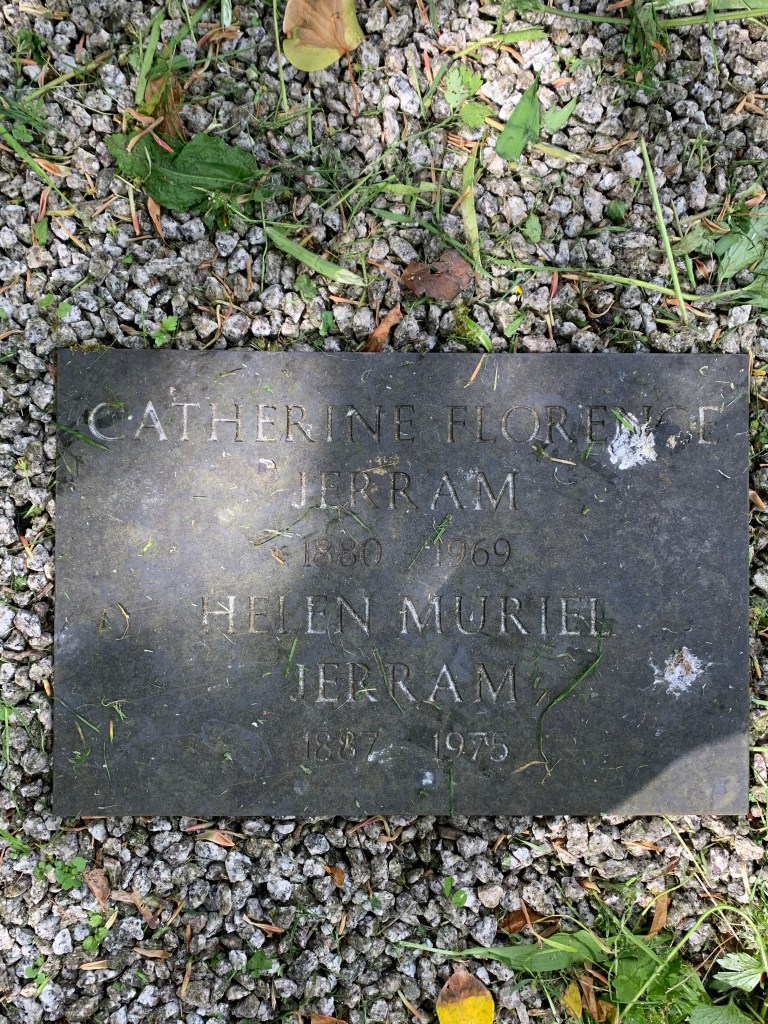 CATHERINE FLORENCE
JERRAM
1880 - 1969
HELEN MURIEL
JERRAM
1887 - 1975